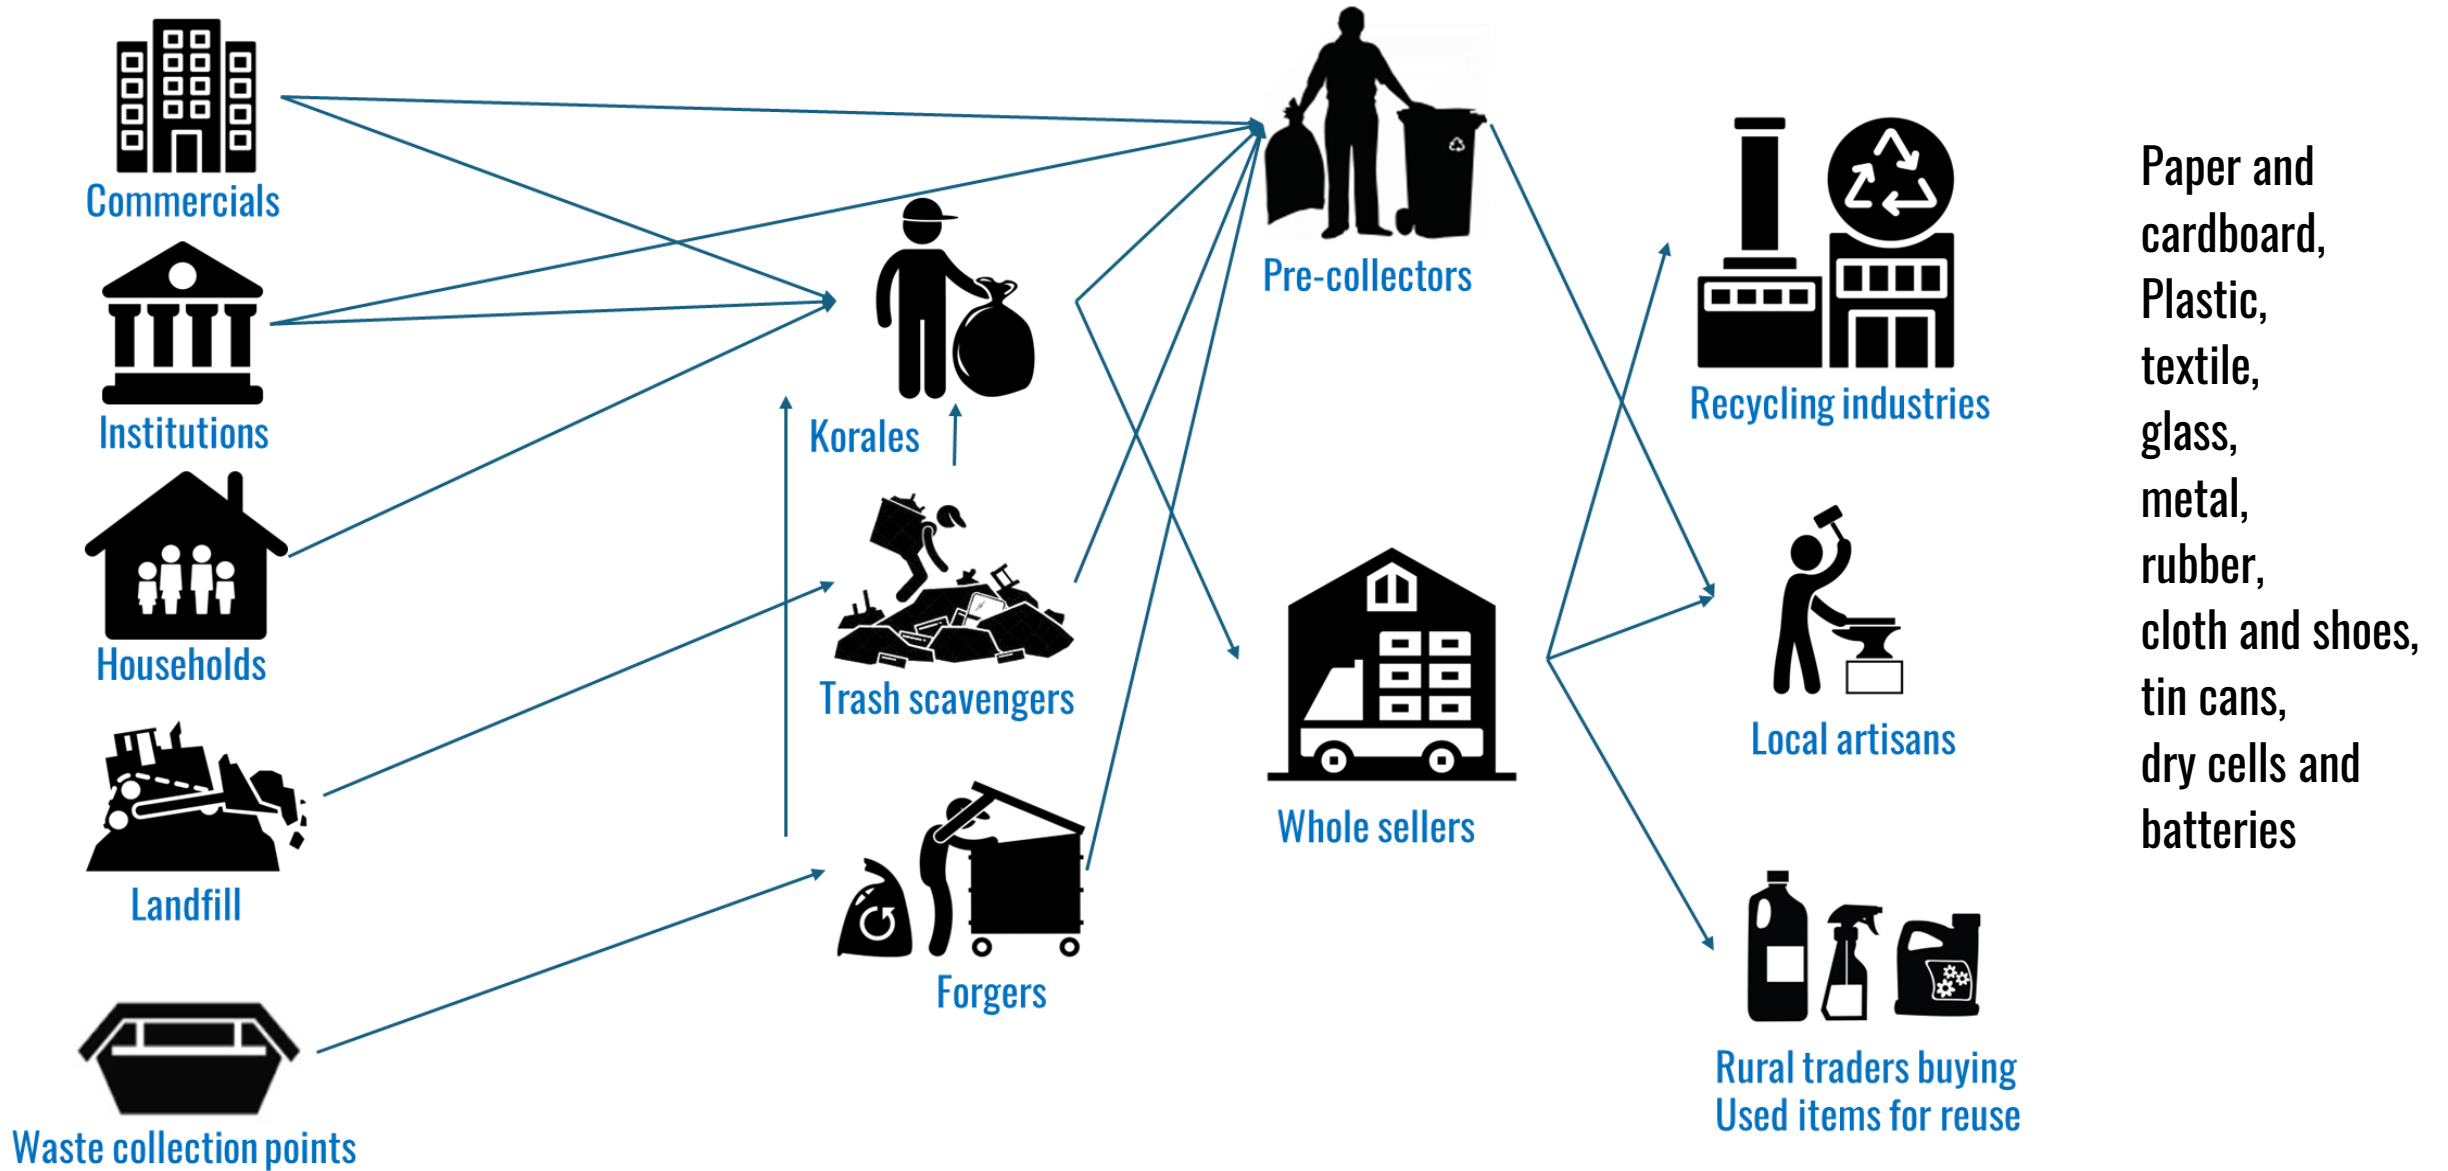 Commercials
Institutions
Households
Landfill
Waste collection points
Korales
Trash scavengers
Forgers
Pre-collectors
Whole sellers
Recycling industries
Local artisans
Rural traders buying
Used items for reuse
Paper and
cardboard,
Plastic,
textile,
glass,
metal,
rubber,
cloth and shoes,
tin cans,
dry cells and
batteries